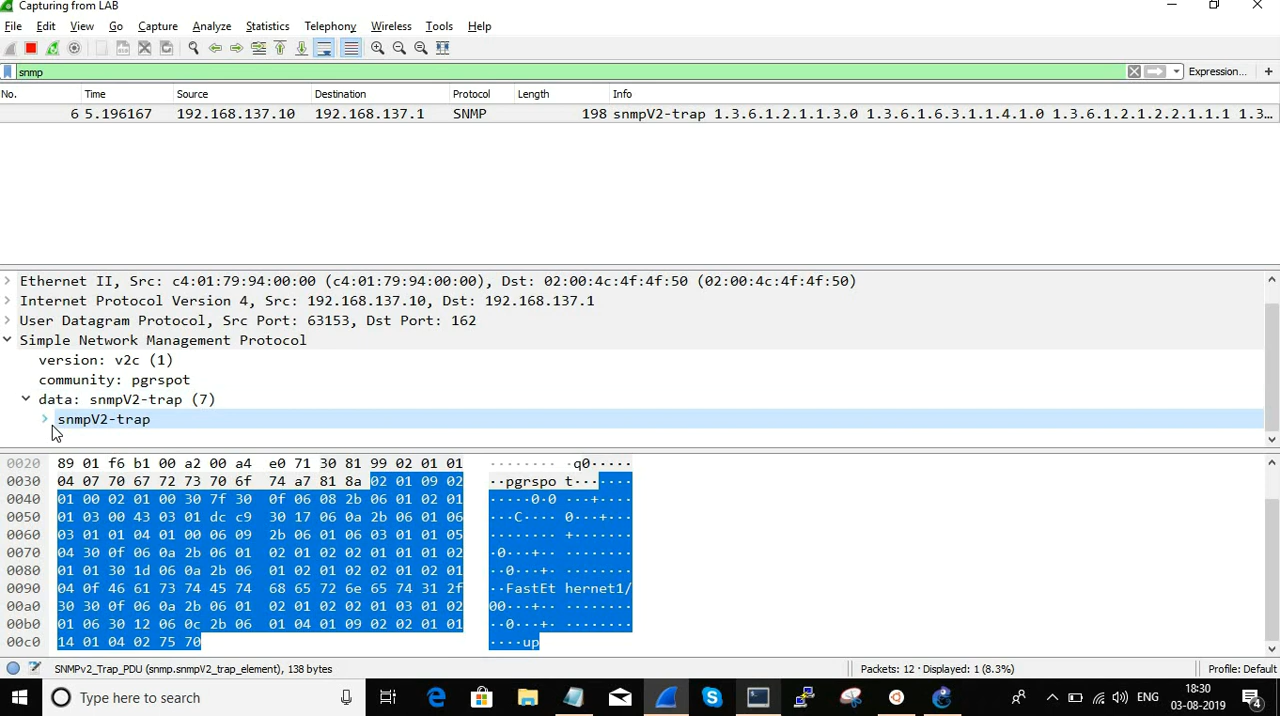 Capturing from LAB
File Edit View Go Capture Analyze Statistics Telephony Wireless Tools Help
snmp Expression... +
No. Time Source Destination Protocol Length Info
6 5.196167 192.168.137.10 192.168.137.1 SNMP 198 snmpV2-trap 1.3.6.1.2.1.1.3.0 1.3.6.1.6.3.1.1.4.1.0 1.3.6.1.2.1.2.2.1.1.1 1.3...
Ethernet II, Src: c4:01:79:94:00:00 (c4:01:79:94:00:00), Dst: 02:00:4c:4f:4f:50 (02:00:4c:4f:4f:50)
Internet Protocol Version 4, Src: 192.168.137.10, Dst: 192.168.137.1
User Datagram Protocol, Src Port: 63153, Dst Port: 162
Simple Network Management Protocol
version: v2c (1)
community: pgrspot
data: snmpV2-trap (7)
snmpV2-trap
0020 89 01 f6 b1 00 a2 00 a4 e0 71 30 81 99 02 01 01 ········ ·q0·····
0030 04 07 70 67 72 73 70 6f 74 a7 81 8a 02 01 09 02 ··pgrspo t·······
0040 01 00 02 01 00 30 7f 30 0f 06 08 2b 06 01 02 01 ·····0·0 ···+····
0050 01 03 00 43 03 01 dc c9 30 17 06 0a 2b 06 01 06 ···C···· 0···+···
0060 03 01 01 04 01 00 06 09 2b 06 01 06 03 01 01 05 ········ +·······
0070 04 30 0f 06 0a 2b 06 01 02 01 02 02 01 01 01 02 ·0···+·· ········
0080 01 01 30 1d 06 0a 2b 06 01 02 01 02 02 01 02 01 ··0···+· ········
0090 04 0f 46 61 73 74 45 74 68 65 72 6e 65 74 31 2f ··FastEt hernet1/
00a0 30 30 0f 06 0a 2b 06 01 02 01 02 02 01 03 01 02 00···+·· ········
00b0 01 06 30 12 06 0c 2b 06 01 04 01 09 02 02 01 01 ··0···+· ········
00c0 14 01 04 02 75 70 ····up
SNMPv2_Trap_PDU (snmp.snmpV2_trap_element), 138 bytes Packets: 12 · Displayed: 1 (8.3%) Profile: Default
Type here to search ENG 18:30
03-08-2019 4